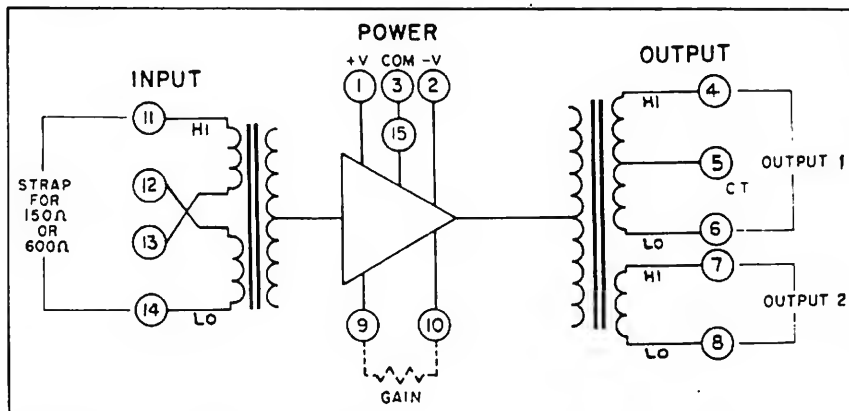 POWER
+V COM -V
INPUT
OUTPUT
1 3 2
4
11
HI
HI
15
12
5
OUTPUT 1
CT
STRAP
FOR
150Ω
OR
600Ω
13
6
LO
HI
7
14
LO
OUTPUT 2
9 10
8
LO
GAIN